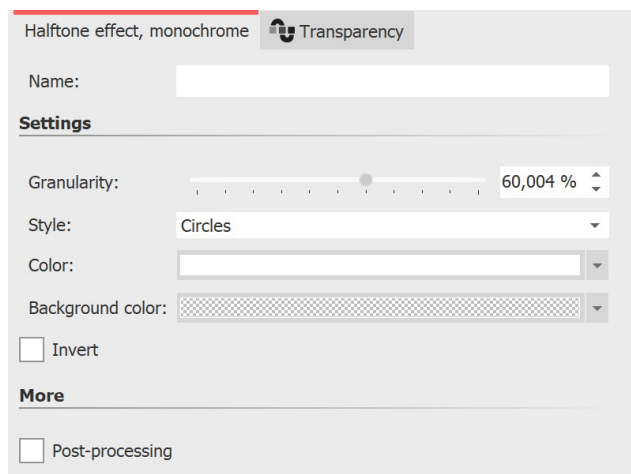 Halftone effect, monochrome Transparency
Name:
Settings
Granularity: 60,004 %
Style: Circles
Color:
Background color:
Invert
More
Post-processing